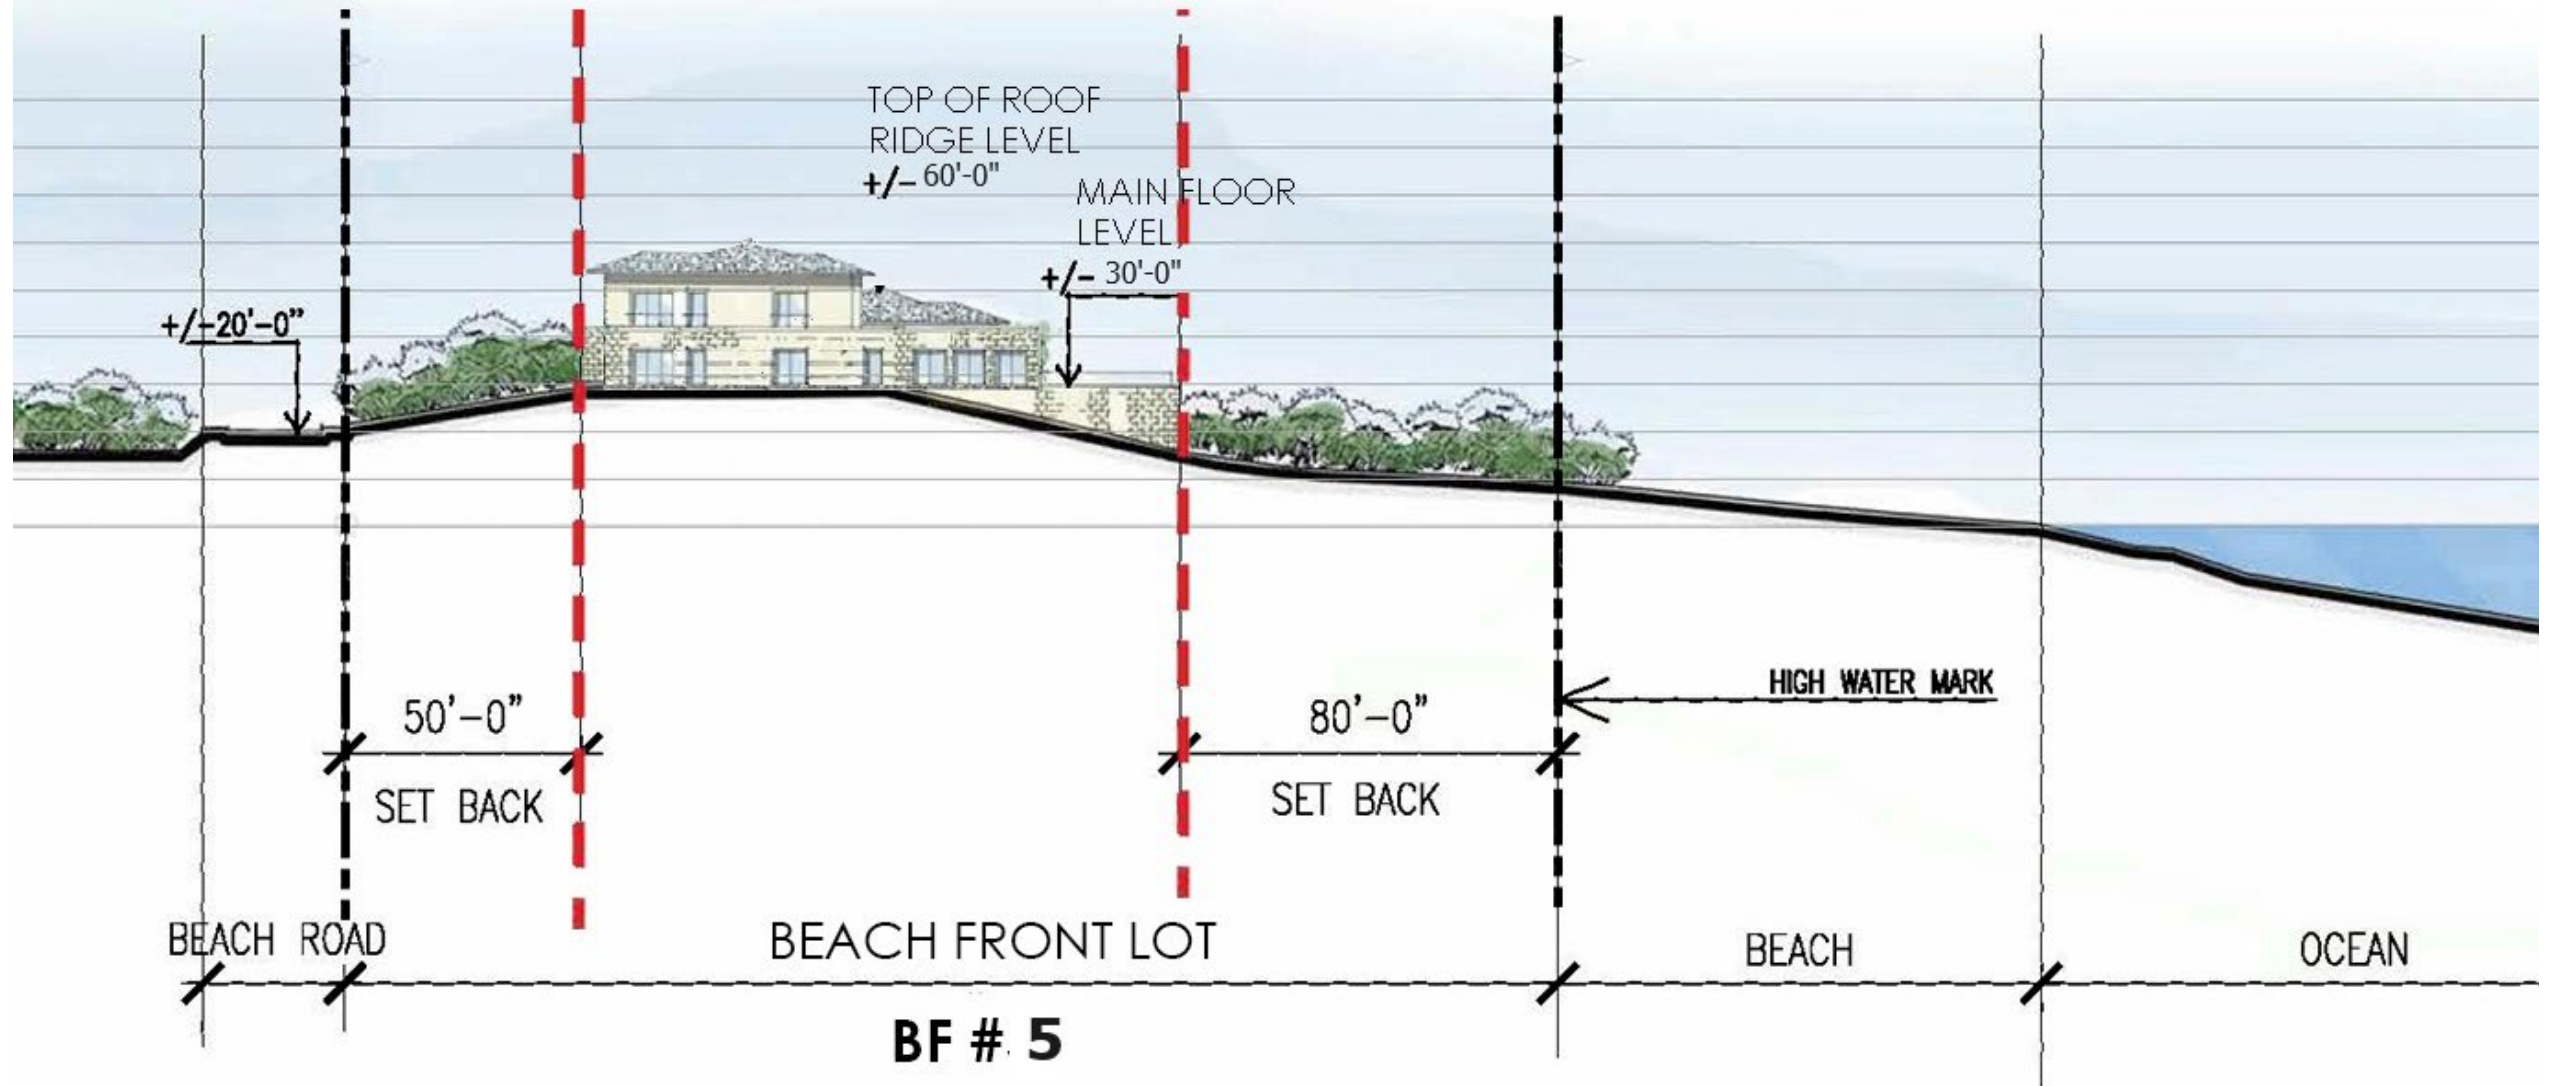 TOP OF ROOF
RIDGE LEVEL
+/- 60'-0"
MAIN FLOOR
LEVEL
+/- 30'-0"
+/-20'-0"
HIGH WATER MARK
50'-0"
SET BACK
80'-0"
SET BACK
BEACH ROAD
BEACH FRONT LOT
BEACH
OCEAN
BF # 5